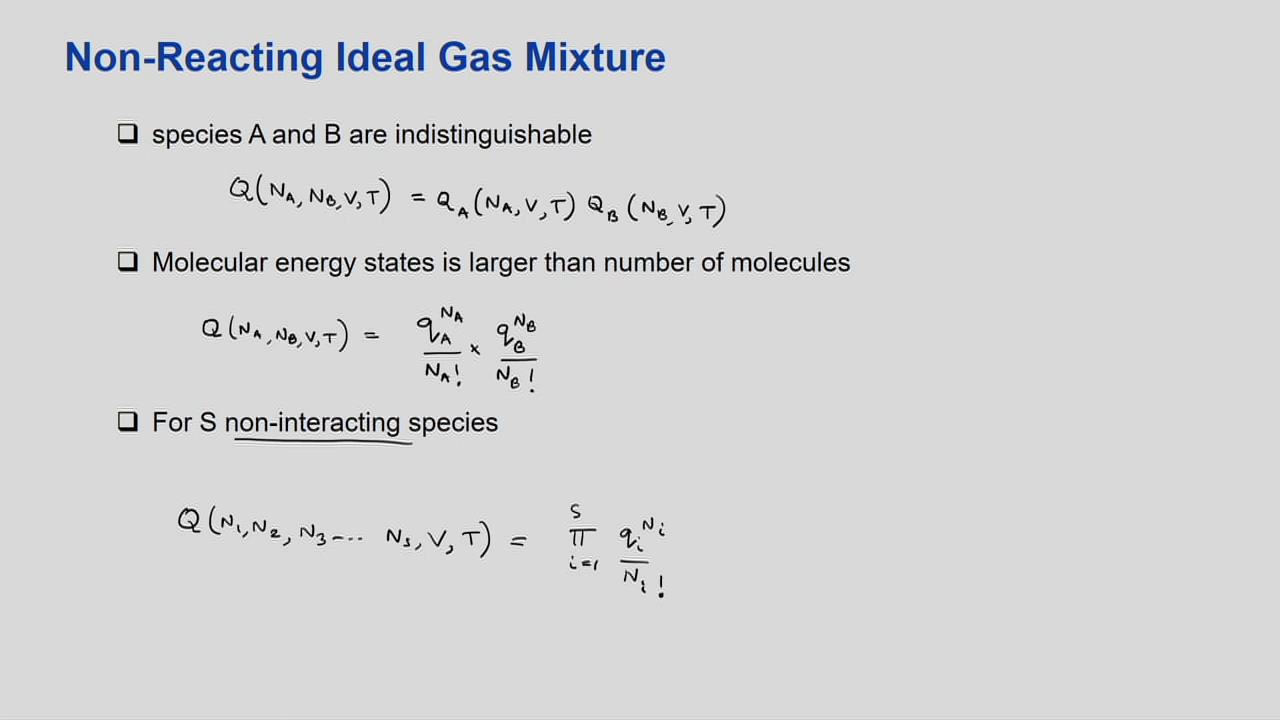 Non-Reacting Ideal Gas Mixture
❑ species A and B are indistinguishable
Q(N_A, N_B, V, T) = Q_A(N_A, V, T) Q_B(N_B, V, T)
❑ Molecular energy states is larger than number of molecules
Q(N_A, N_B, V, T) = q_A^{N_A} / N_A! × q_B^{N_B} / N_B!
❑ For S non-interacting species
Q(N_1, N_2, N_3 --... N_s, V, T) = π_{i=1}^{S} q_i^{N_i} / N_i!